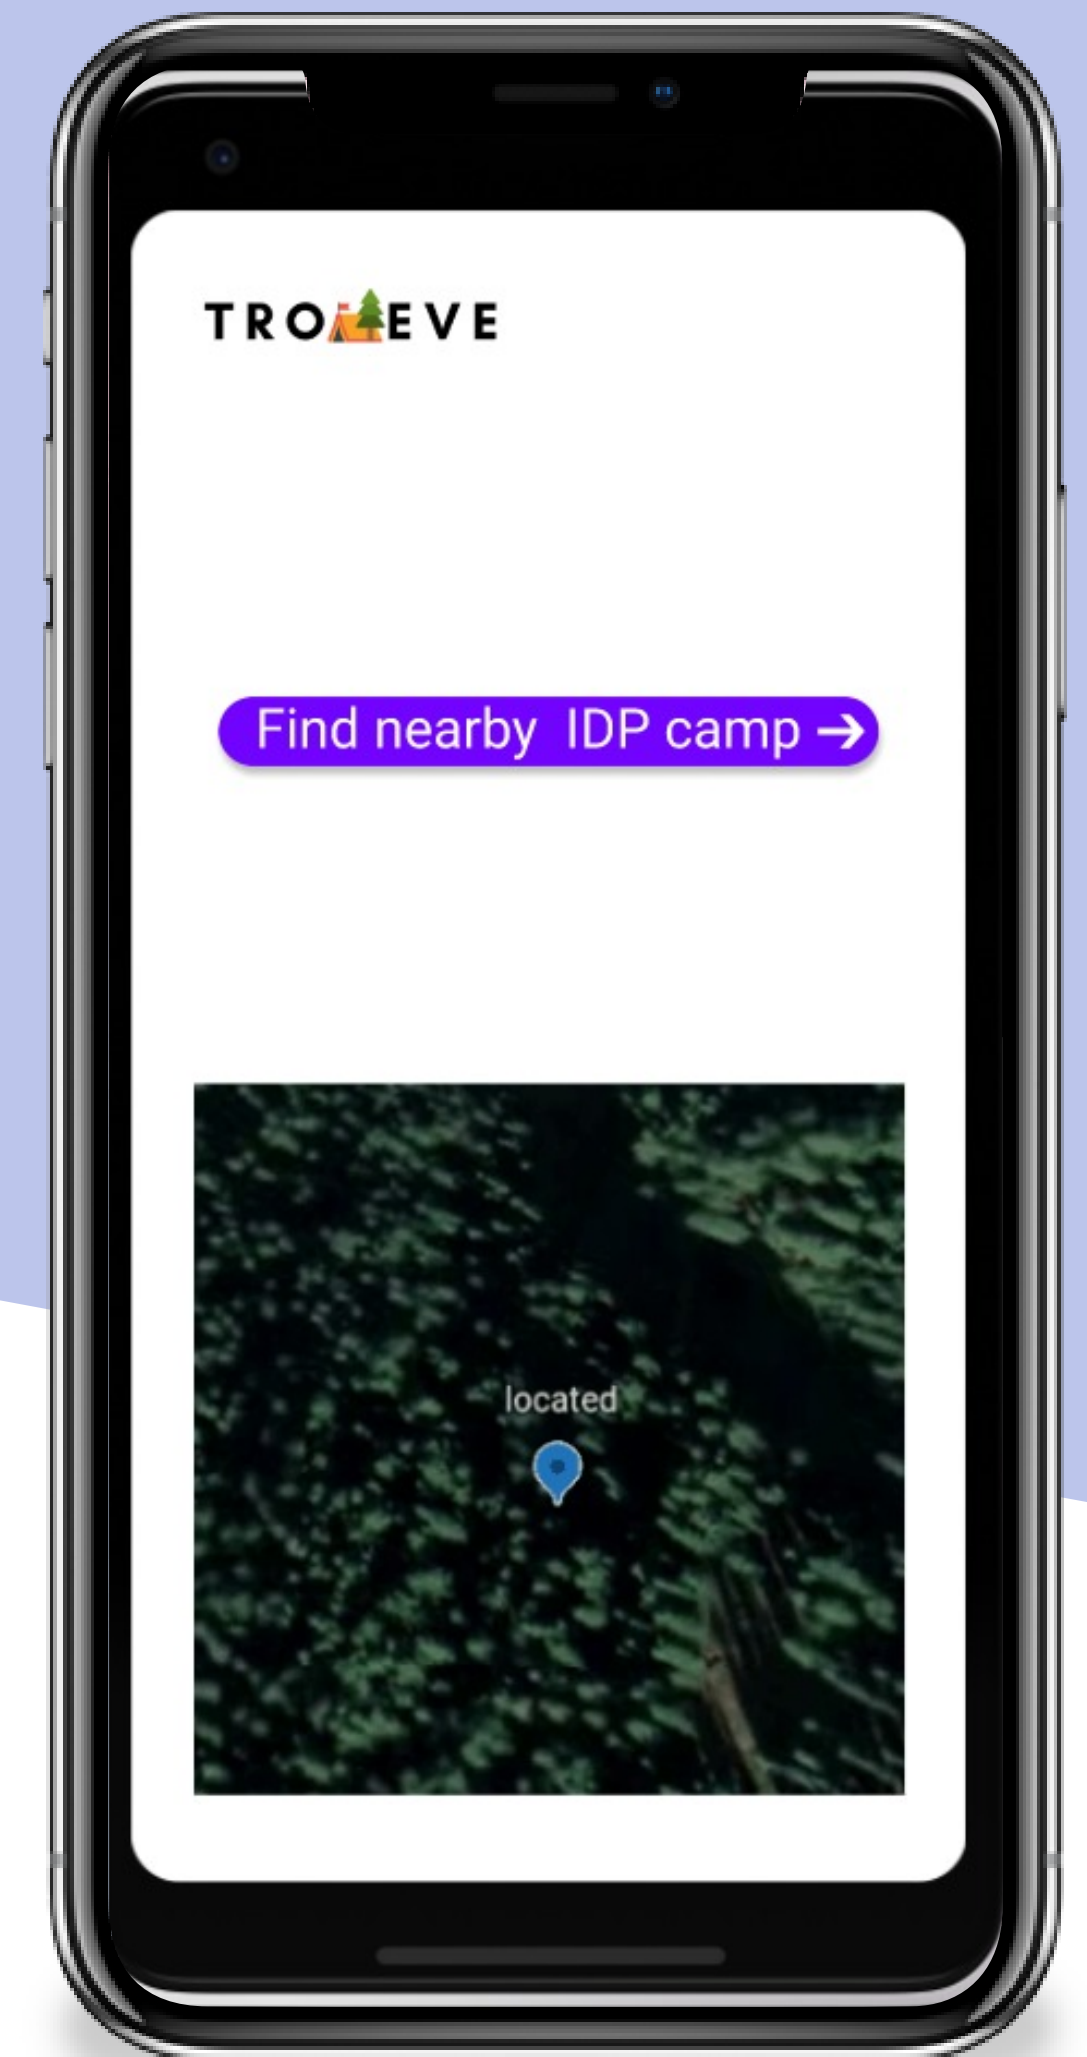 TRO🏕EVE
Find nearby IDP camp →
located